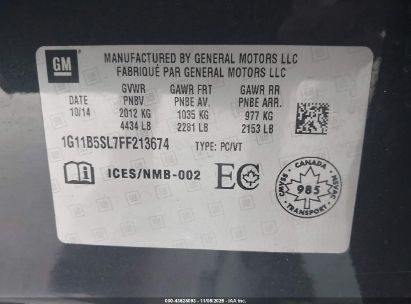 GM
MANUFACTURED BY GENERAL MOTORS LLC
FABRIQUÉ PAR GENERAL MOTORS LLC
DATE GVWR GAWR FRT GAWR RR
PNBV PNBE AV. PNBE ARR.
10/14 2012 KG 1035 KG 977 KG
4434 LB 2281 LB 2153 LB
1G11B5SL7FF213674 TYPE: PC/VT
ICES/NMB-002 EC
CANADA
CMVSS 985 NSVAC
TRANSPORT